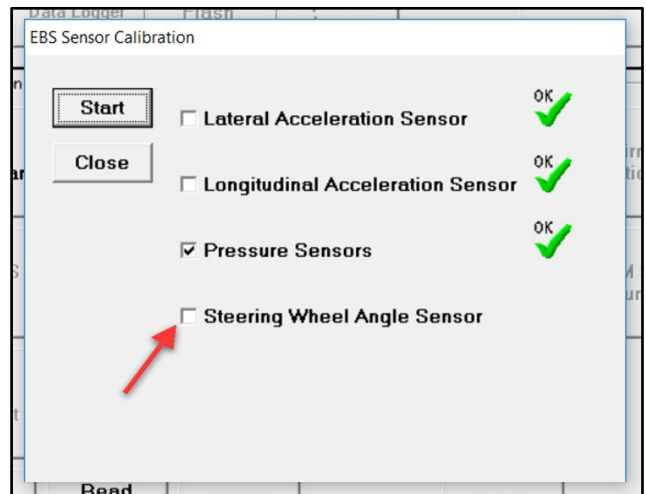 Data Logger Flash
EBS Sensor Calibration
Start
OK
Lateral Acceleration Sensor
Close
OK
Longitudinal Acceleration Sensor
OK
Pressure Sensors
Steering Wheel Angle Sensor
Read